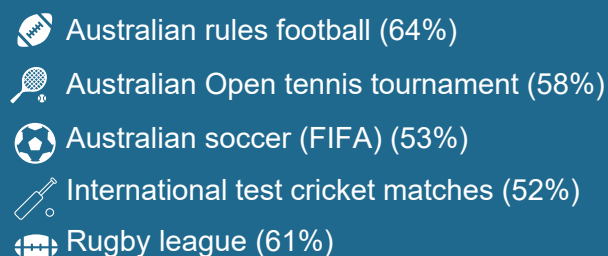 Australian rules football (64%)
Australian Open tennis tournament (58%)
Australian soccer (FIFA) (53%)
International test cricket matches (52%)
Rugby league (61%)